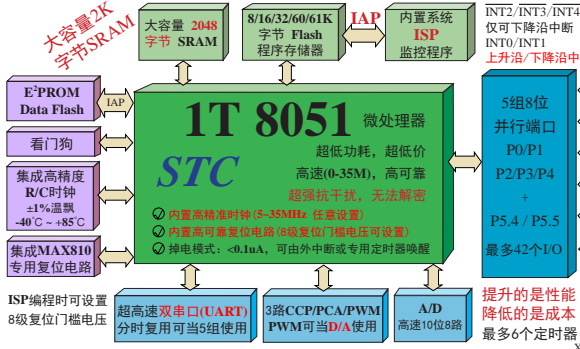 大容量2K
字节SRAM
大容量 2048
字节 SRAM
8/16/32/60/61K
字节 Flash
程序存储器
IAP
内置系统
ISP
监控程序
INT2/INT3/INT4
仅可下降沿中断
INT0/INT1
上升沿/下降沿中
E²PROM
Data Flash
IAP
看门狗
集成高精度
R/C时钟
±1%温飘
-40℃ ~ +85℃
集成MAX810
专用复位电路
1T 8051 微处理器
STC
超低功耗，超低价
高速(0-35M)，高可靠
超强抗干扰，无法解密
内置高精准时钟(5~35MHz 任意设置)
内置高可靠复位电路(8级复位门槛电压可设置)
掉电模式：<0.1uA，可由外中断或专用定时器唤醒
5组8位
并行端口
P0/P1
P2/P3/P4
+
P5.4 / P5.5
最多42个I/O
ISP编程时可设置
8级复位门槛电压
超高速双串口(UART)
分时复用可当5组使用
3路CCP/PCA/PWM
PWM可当D/A使用
A/D
高速10位8路
提升的是性能
降低的是成本
最多6个定时器